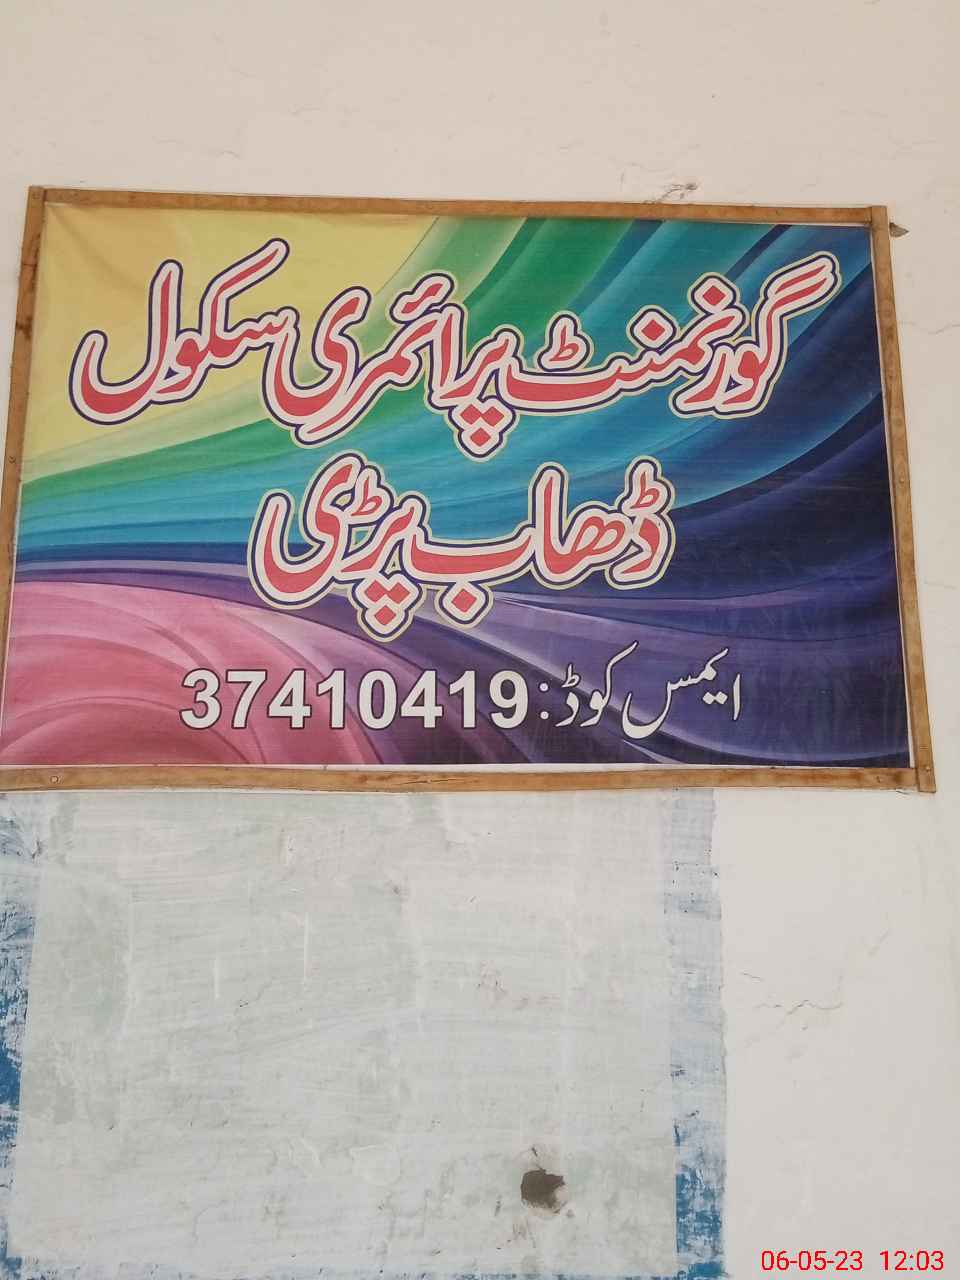 گورنمنٹ پرائمری سکول
ڈھاب پڑی
ایمس کوڈ: 37410419
06-05-23 12:03